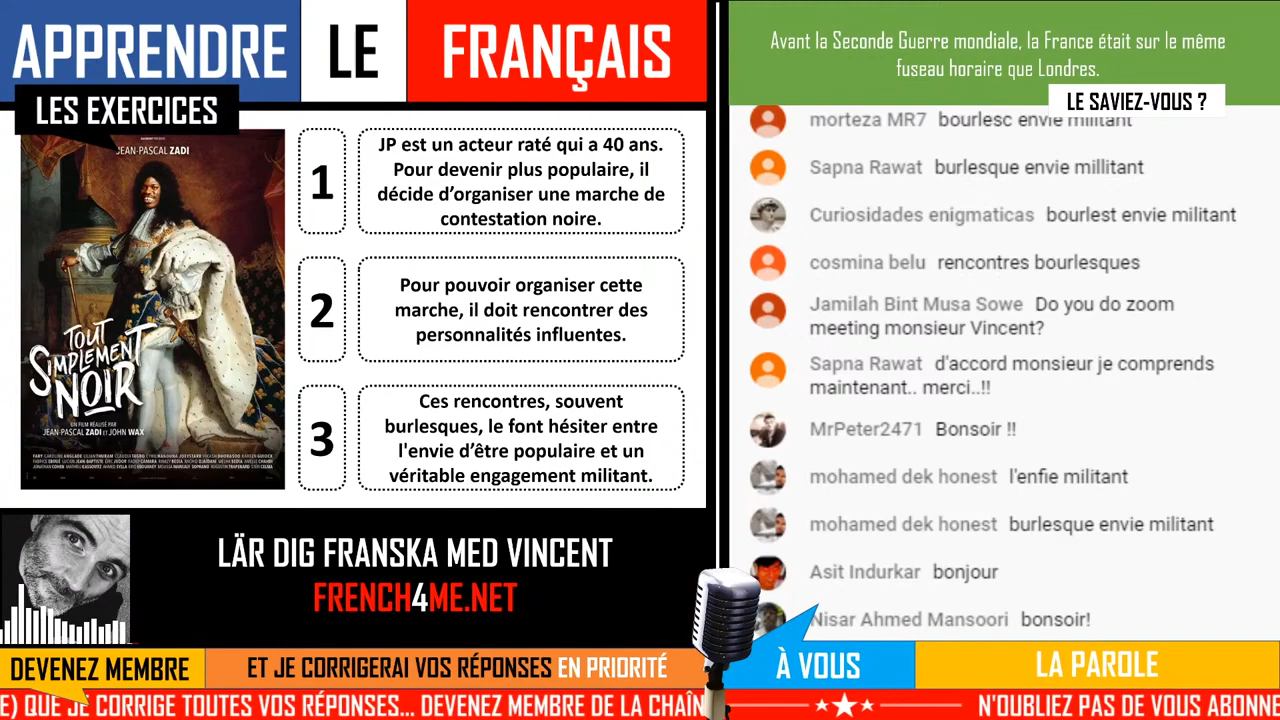 APPRENDRE LE FRANÇAIS
LES EXERCICES
JEAN-PASCAL ZADI
TOUT
SIMPLEMENT
NOIR
UN FILM RÉALISÉ PAR
JEAN-PASCAL ZADI ET JOHN WAX
1
JP est un acteur raté qui a 40 ans.
Pour devenir plus populaire, il
décide d’organiser une marche de
contestation noire.
2
Pour pouvoir organiser cette
marche, il doit rencontrer des
personnalités influentes.
3
Ces rencontres, souvent
burlesques, le font hésiter entre
l'envie d’être populaire et un
véritable engagement militant.
LÄR DIG FRANSKA MED VINCENT
FRENCH4ME.NET
Avant la Seconde Guerre mondiale, la France était sur le même
fuseau horaire que Londres.
LE SAVIEZ-VOUS ?
morteza MR7 bourlesc envie militant
Sapna Rawat burlesque envie millitant
Curiosidades enigmaticas bourlest envie militant
cosmina belu rencontres bourlesques
Jamilah Bint Musa Sowe Do you do zoom
meeting monsieur Vincent?
Sapna Rawat d'accord monsieur je comprends
maintenant.. merci..!!
MrPeter2471 Bonsoir !!
mohamed dek honest l'enfie militant
mohamed dek honest burlesque envie militant
Asit Indurkar bonjour
Nisar Ahmed Mansoori bonsoir!
DEVENEZ MEMBRE
ET JE CORRIGERAI VOS RÉPONSES EN PRIORITÉ
À VOUS
LA PAROLE
E) QUE JE CORRIGE TOUTES VOS RÉPONSES... DEVENEZ MEMBRE DE LA CHAÎN
N'OUBLIEZ PAS DE VOUS ABONNE